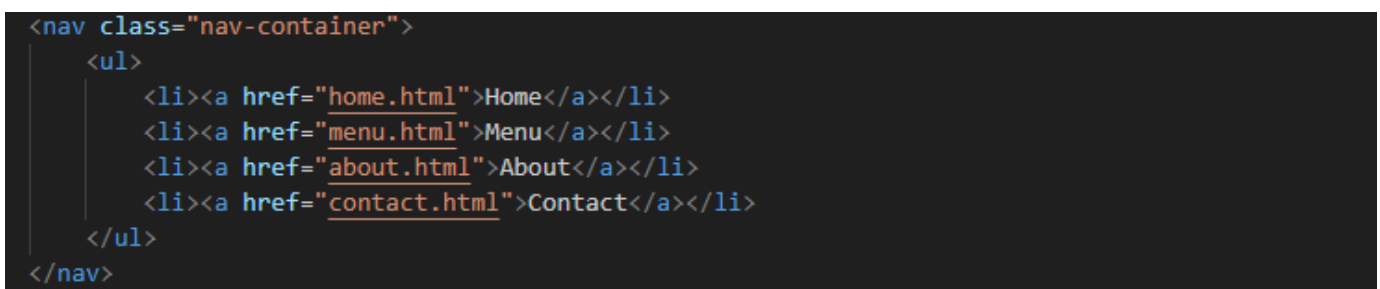 <nav class="nav-container">
<ul>
<li><a href="home.html">Home</a></li>
<li><a href="menu.html">Menu</a></li>
<li><a href="about.html">About</a></li>
<li><a href="contact.html">Contact</a></li>
</ul>
</nav>